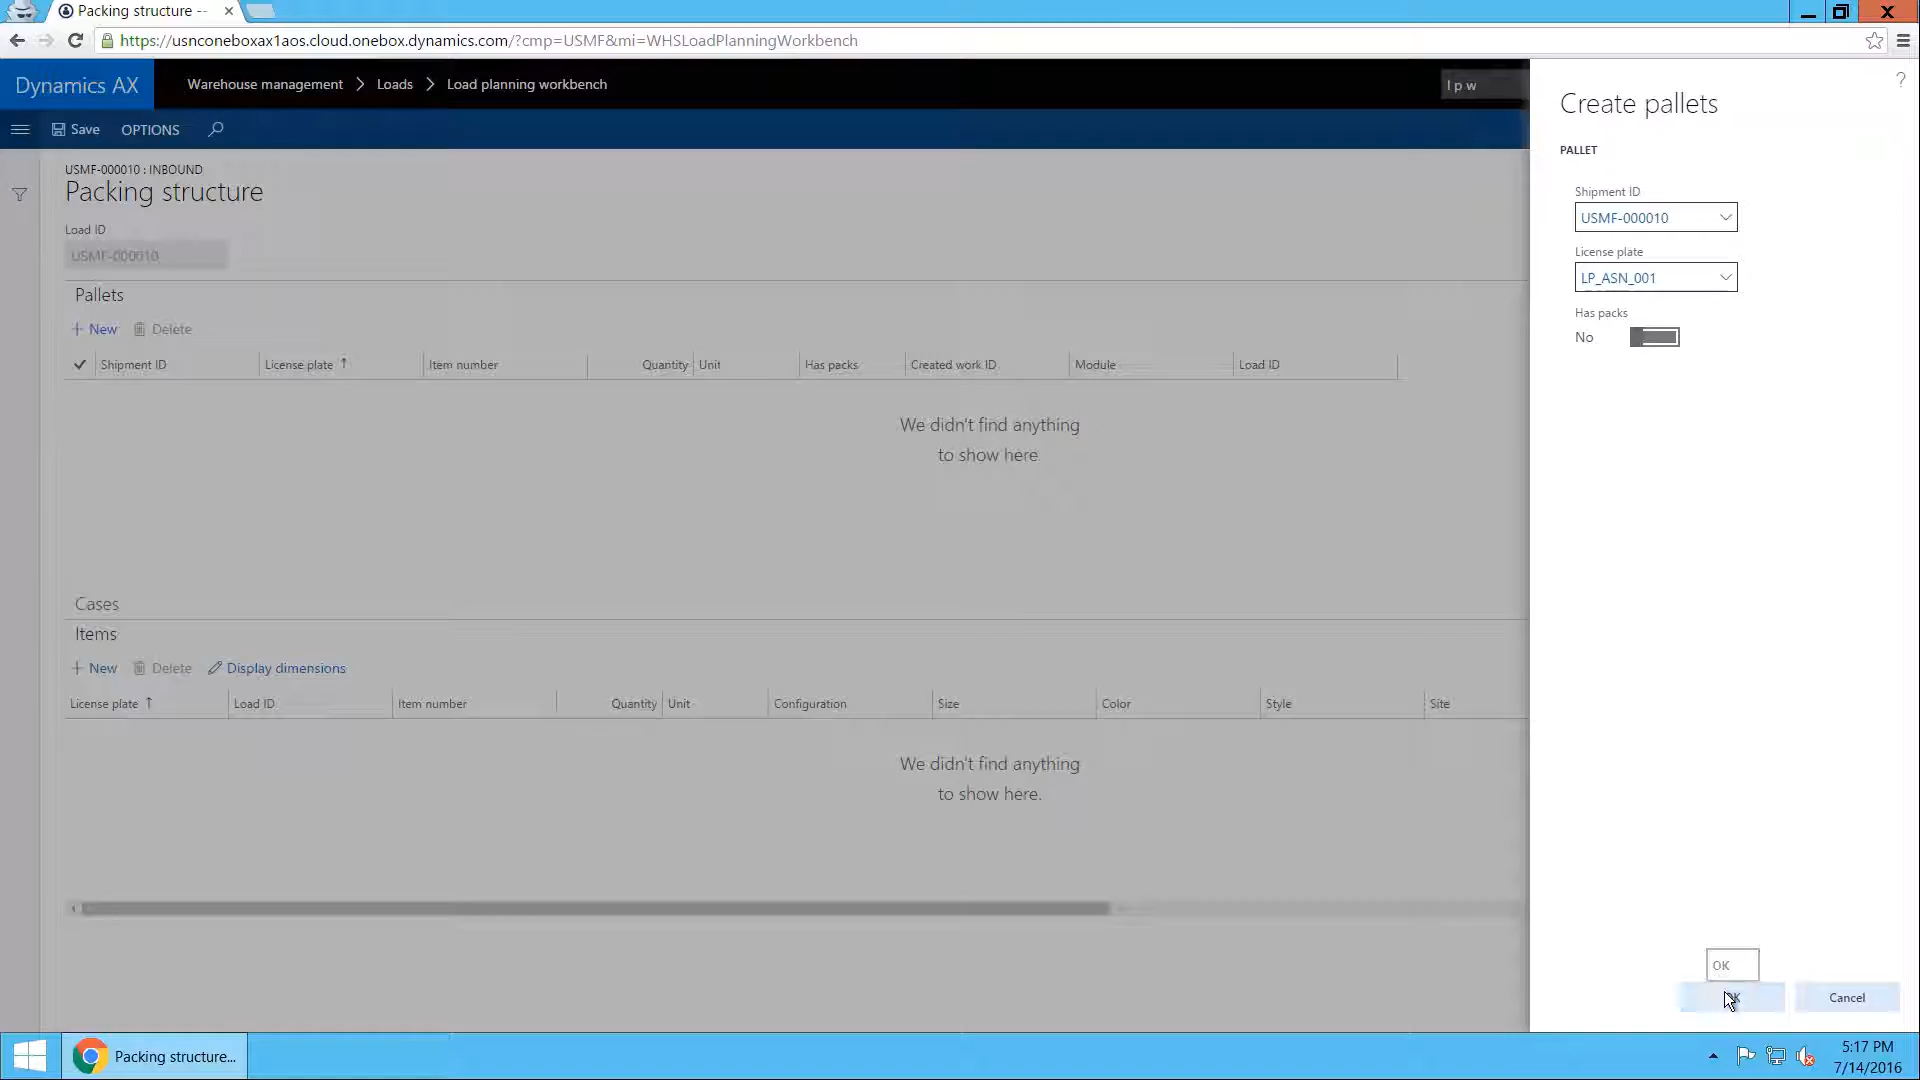 Packing structure --
https://usnconeboxax1aos.cloud.onebox.dynamics.com/?cmp=USMF&mi=WHSLoadPlanningWorkbench
Dynamics AX
Warehouse management > Loads > Load planning workbench
l p w
Save
OPTIONS
USMF-000010 : INBOUND
Packing structure
Load ID
USMF-000010
Pallets
+ New
Delete
Shipment ID
License plate
Item number
Quantity
Unit
Has packs
Created work ID
Module
Load ID
We didn't find anything
to show here.
Cases
Items
+ New
Delete
Display dimensions
License plate
Load ID
Item number
Quantity
Unit
Configuration
Size
Color
Style
Site
We didn't find anything
to show here.
?
Create pallets
PALLET
Shipment ID
USMF-000010
License plate
LP_ASN_001
Has packs
No
OK
OK
Cancel
Packing structure...
5:17 PM
7/14/2016